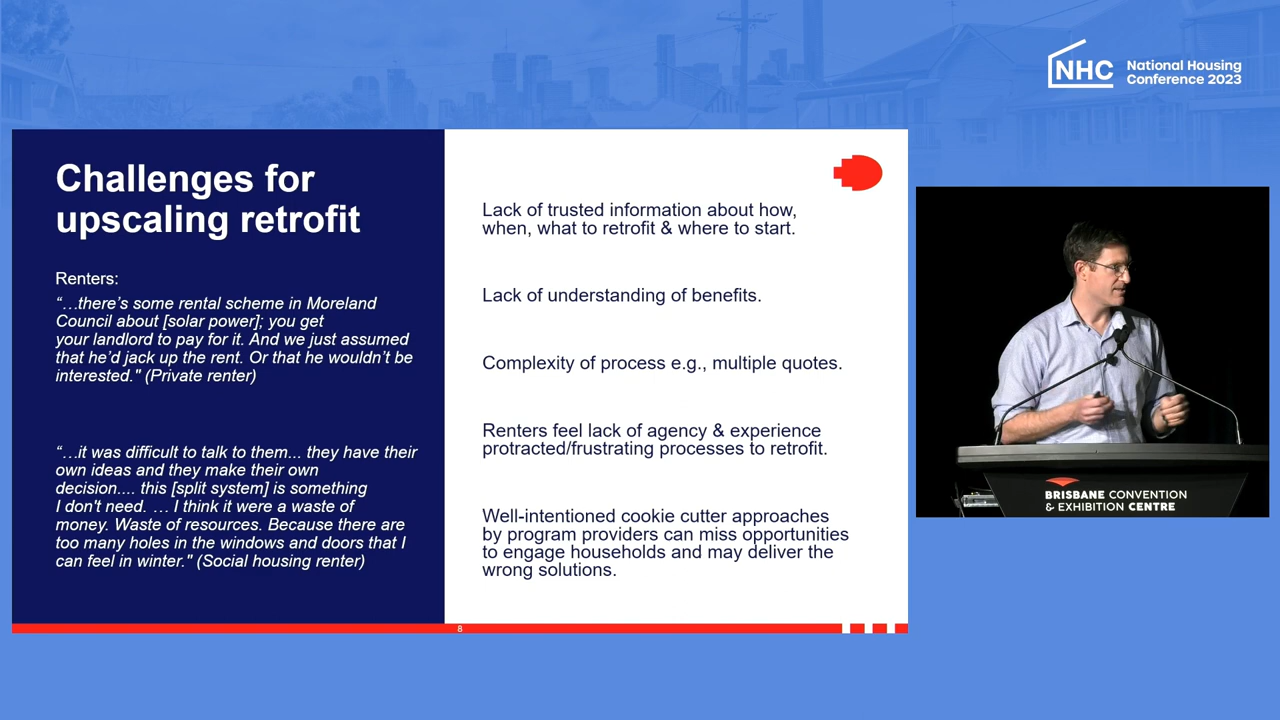 NHC
National Housing
Conference 2023
Challenges for
upscaling retrofit
Renters:
“…there’s some rental scheme in Moreland
Council about [solar power]; you get
your landlord to pay for it. And we just assumed
that he’d jack up the rent. Or that he wouldn’t be
interested." (Private renter)
“…it was difficult to talk to them... they have their
own ideas and they make their own
decision.... this [split system] is something
I don't need. … I think it were a waste of
money. Waste of resources. Because there are
too many holes in the windows and doors that I
can feel in winter." (Social housing renter)
Lack of trusted information about how,
when, what to retrofit & where to start.
Lack of understanding of benefits.
Complexity of process e.g., multiple quotes.
Renters feel lack of agency & experience
protracted/frustrating processes to retrofit.
Well-intentioned cookie cutter approaches
by program providers can miss opportunities
to engage households and may deliver the
wrong solutions.
8
BRISBANE CONVENTION
& EXHIBITION CENTRE